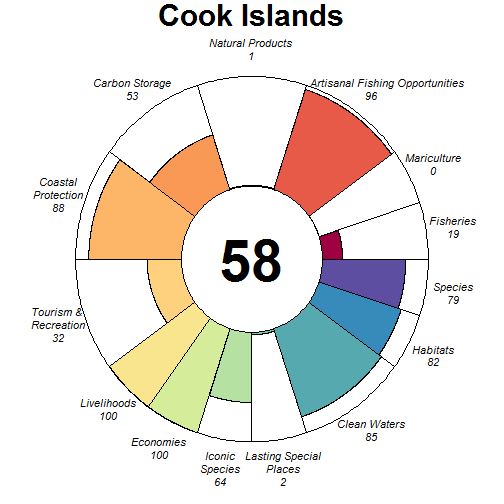 Cook Islands
Natural Products
1
Carbon Storage
53
Artisanal Fishing Opportunities
96
Mariculture
0
Coastal
Protection
88
Fisheries
19
58
Species
79
Tourism &
Recreation
32
Habitats
82
Livelihoods
100
Clean Waters
85
Economies
100
Iconic
Species
64
Lasting Special
Places
2